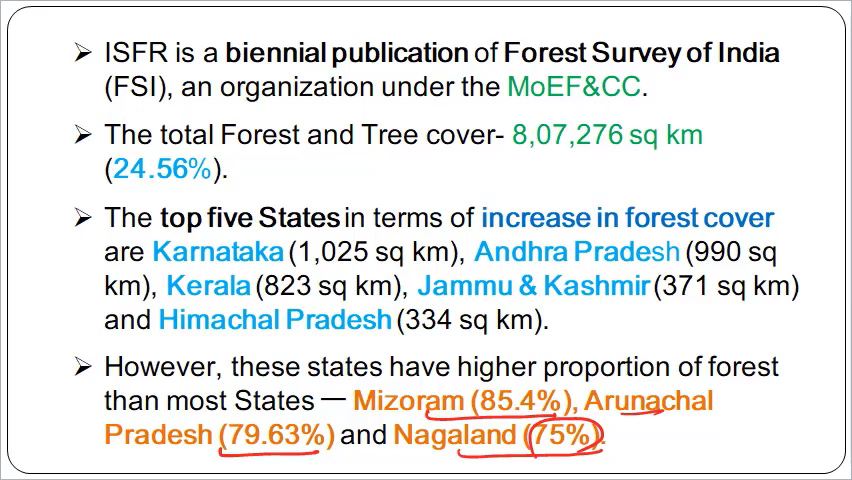 ➢ ISFR is a biennial publication of Forest Survey of India
(FSI), an organization under the MoEF&CC.
➢ The total Forest and Tree cover- 8,07,276 sq km
(24.56%).
➢ The top five States in terms of increase in forest cover
are Karnataka (1,025 sq km), Andhra Pradesh (990 sq
km), Kerala (823 sq km), Jammu & Kashmir (371 sq km)
and Himachal Pradesh (334 sq km).
➢ However, these states have higher proportion of forest
than most States — Mizoram (85.4%), Arunachal
Pradesh (79.63%) and Nagaland (75%).